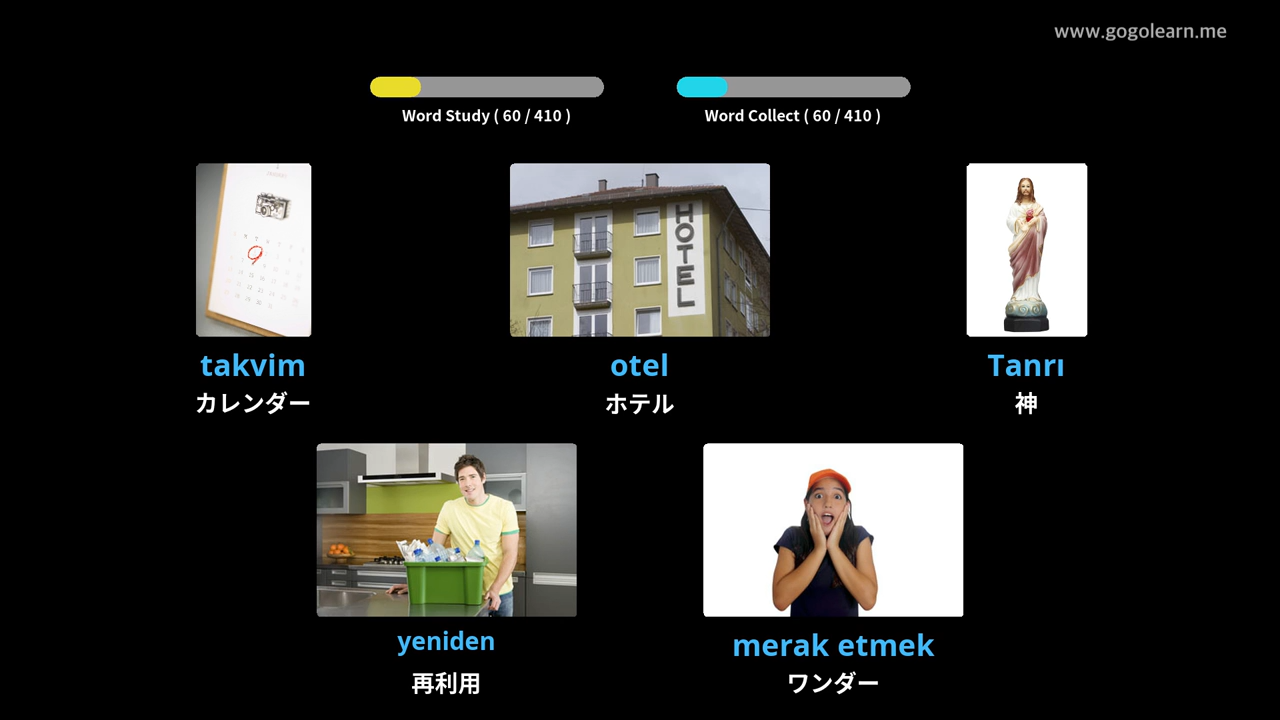 www.gogolearn.me
Word Study ( 60 / 410 )
Word Collect ( 60 / 410 )
HOTEL
takvim
otel
Tanrı
カレンダー
ホテル
神
yeniden
merak etmek
再利用
ワンダー